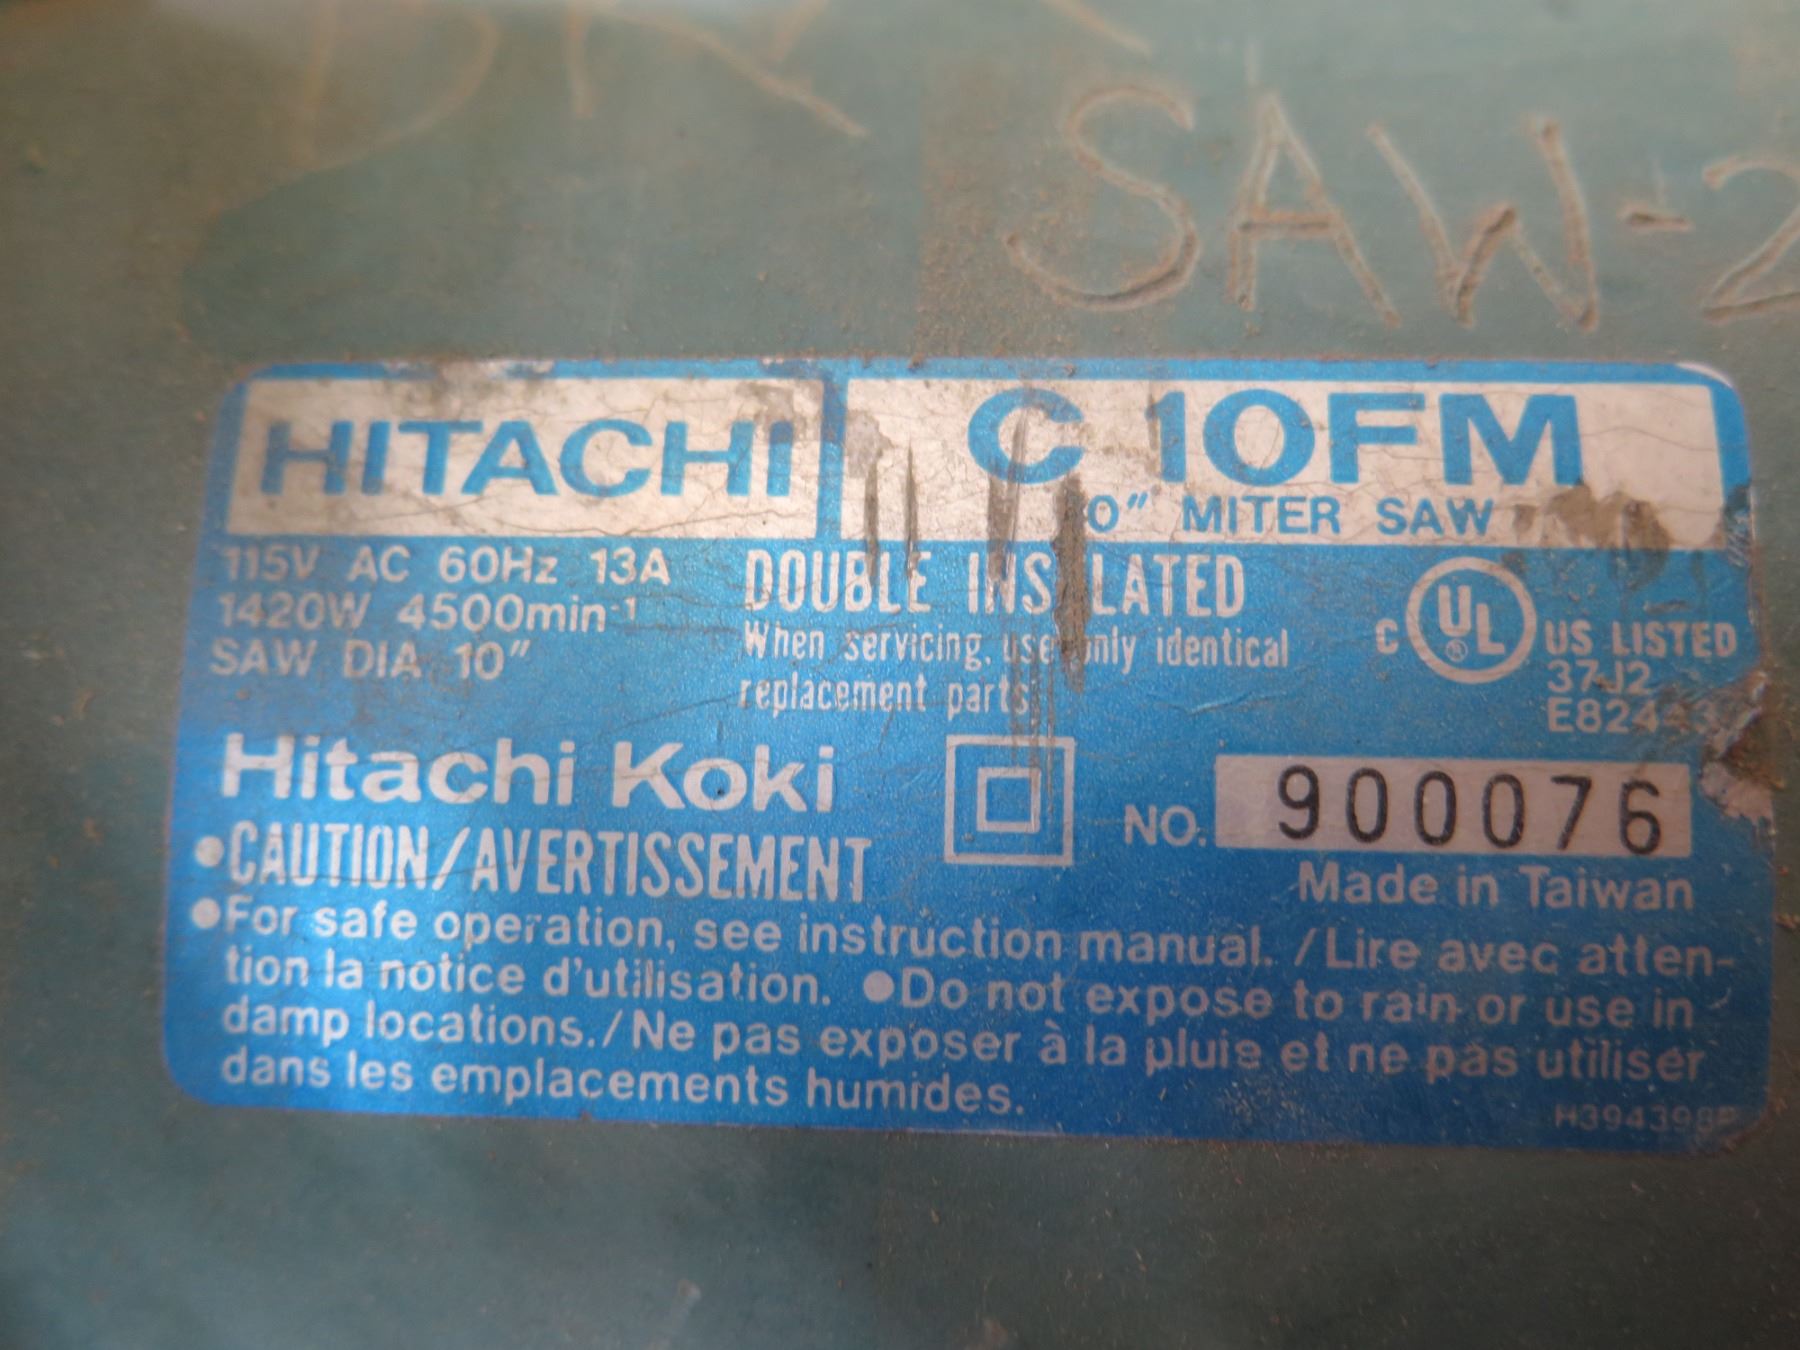 SAW-2
HITACHI
C 10FM
0" MITER SAW
115V AC 60Hz 13A
1420W 4500min⁻¹
SAW DIA 10"
DOUBLE INS LATED
When servicing, use only identical
replacement parts
C UL ® US LISTED
37J2
Hitachi Koki
NO. 900076
Made in Taiwan
•CAUTION/AVERTISSEMENT
•For safe operation, see instruction manual. /Lire avec atten-
tion la notice d'utilisation. •Do not expose to rain or use in
damp locations./Ne pas exposer à la pluie et ne pas utiliser
dans les emplacements humides.